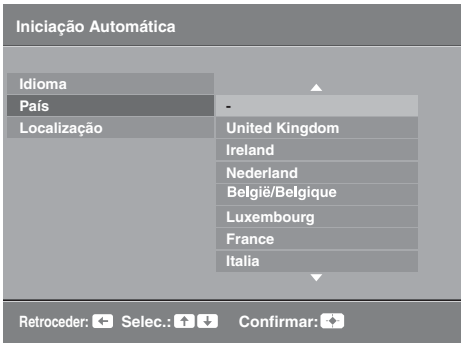 Iniciação Automática
Idioma
País
Localização
-
United Kingdom
Ireland
Nederland
België/Belgique
Luxembourg
France
Italia
Retroceder: Selec.: Confirmar: